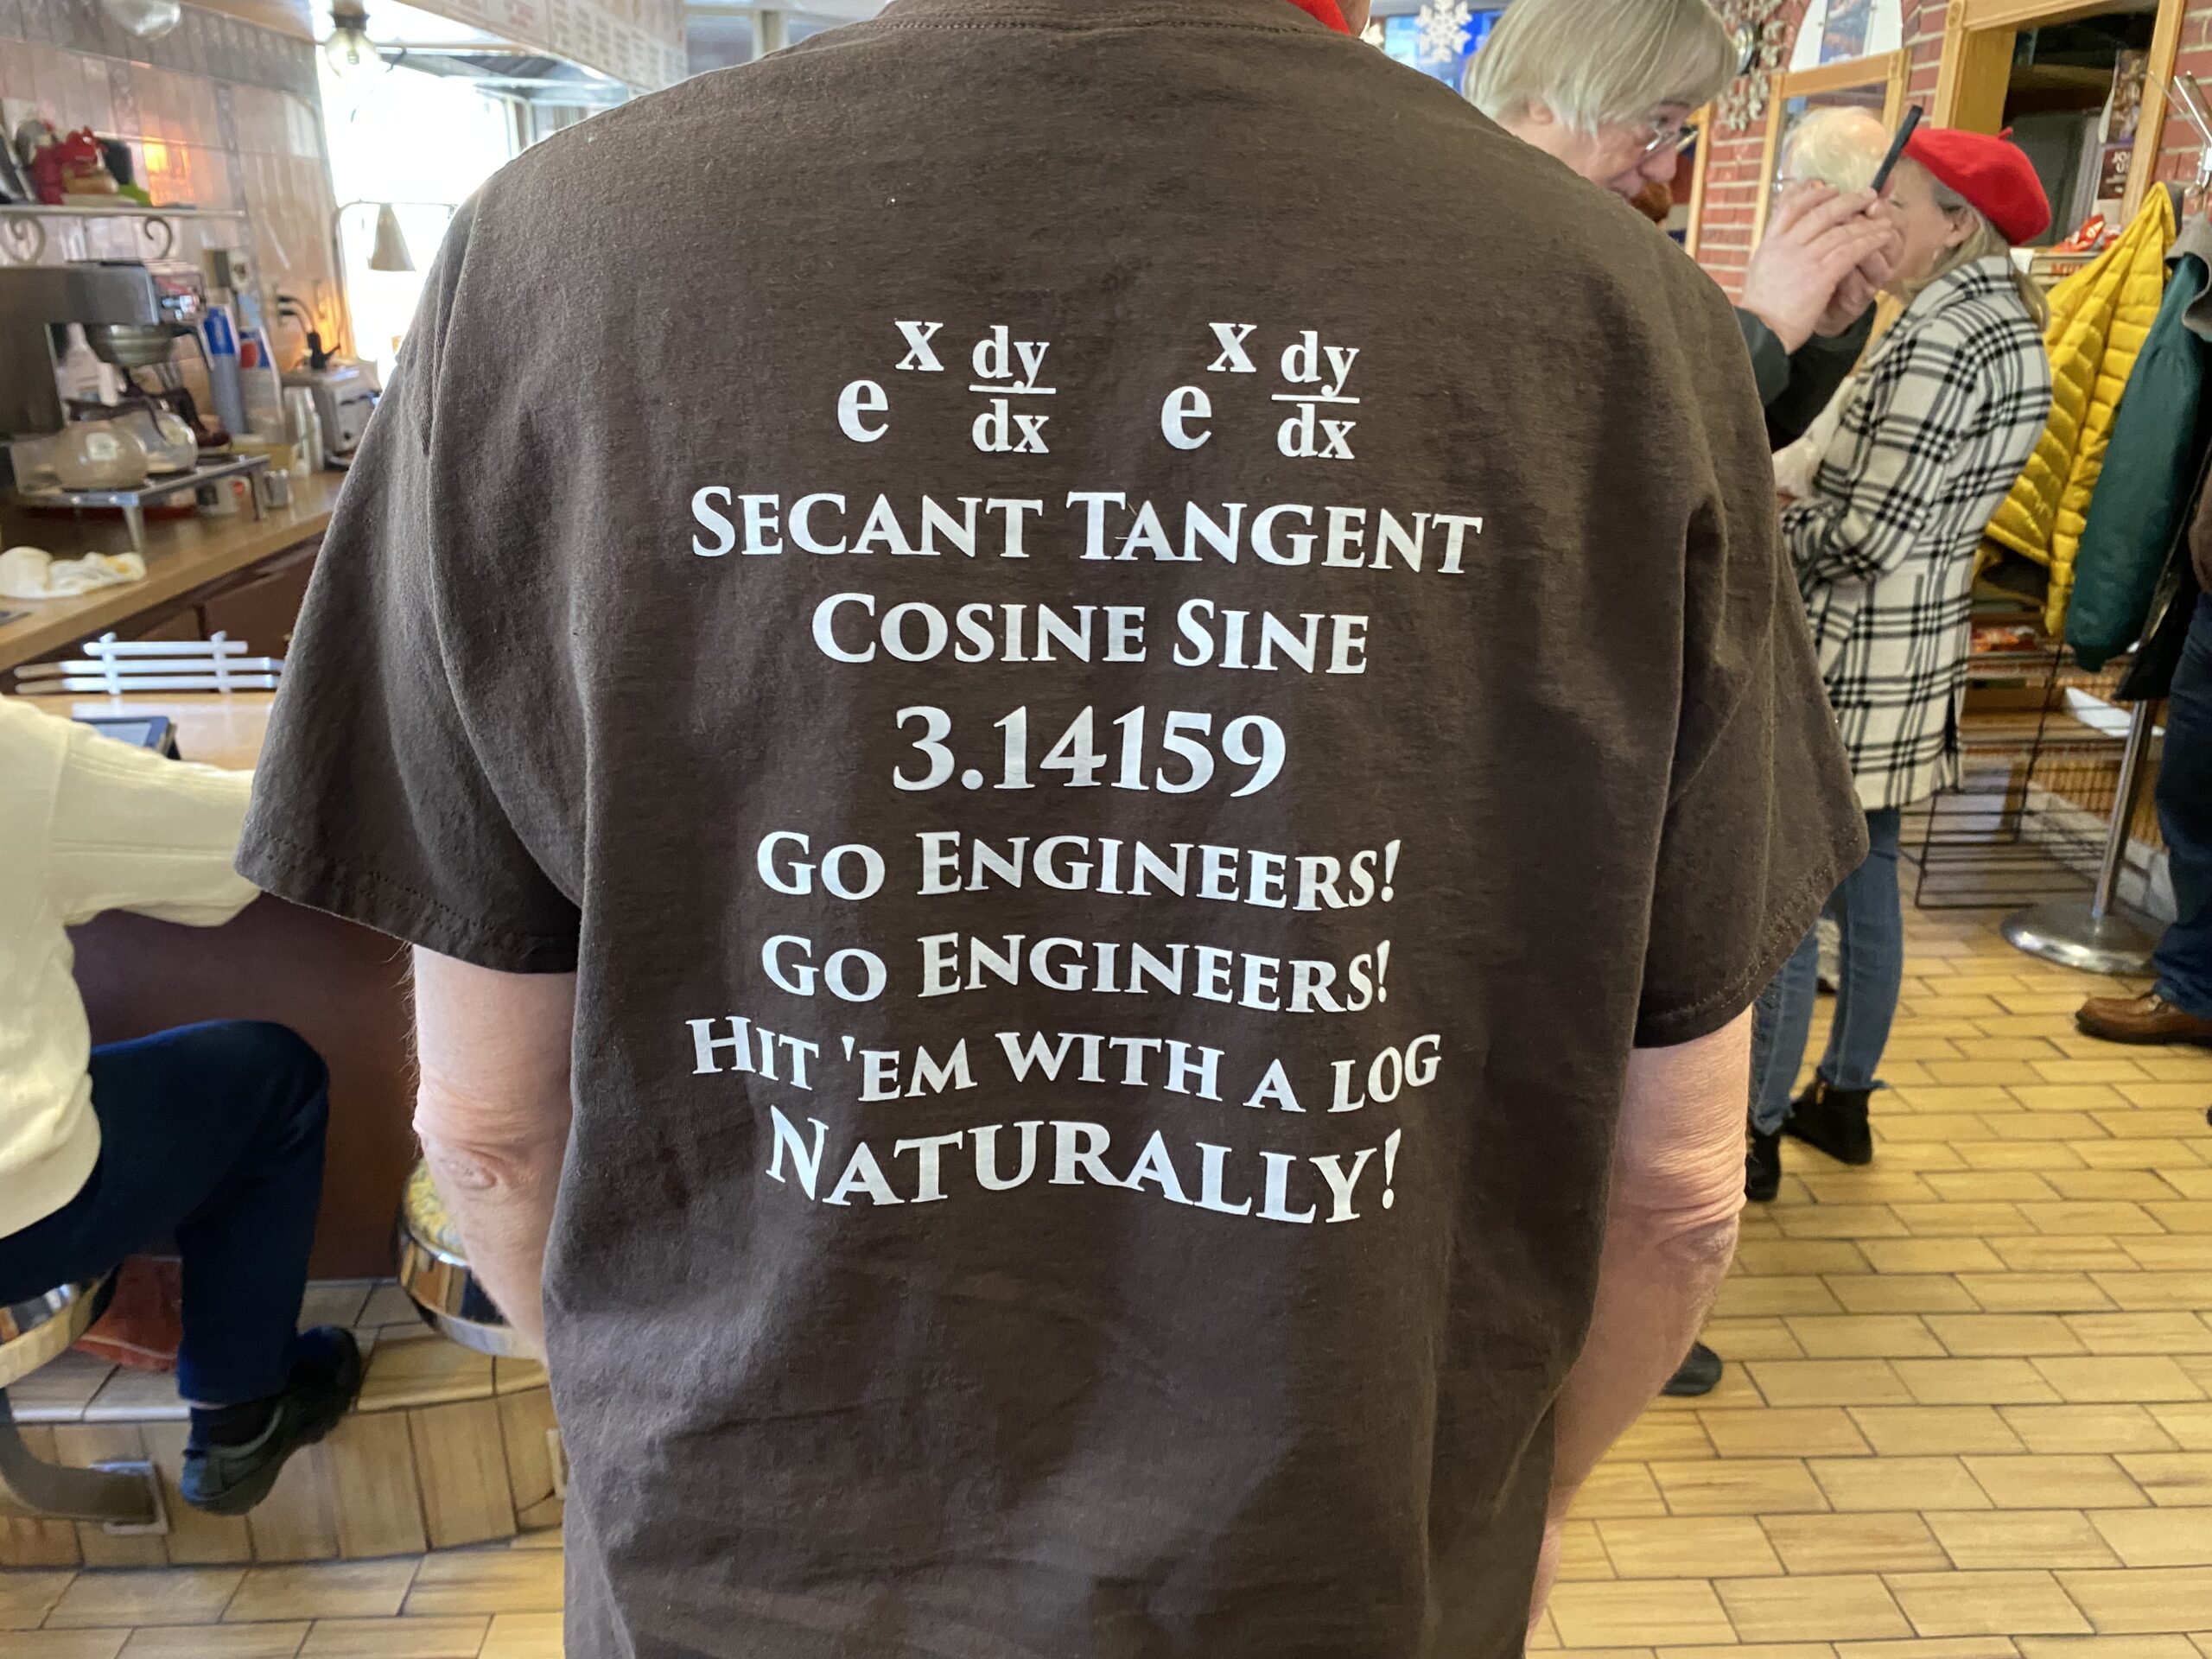 e^x dy/dx e^x dy/dx
SECANT TANGENT
COSINE SINE
3.14159
GO ENGINEERS!
GO ENGINEERS!
HIT 'EM WITH A LOG
NATURALLY!